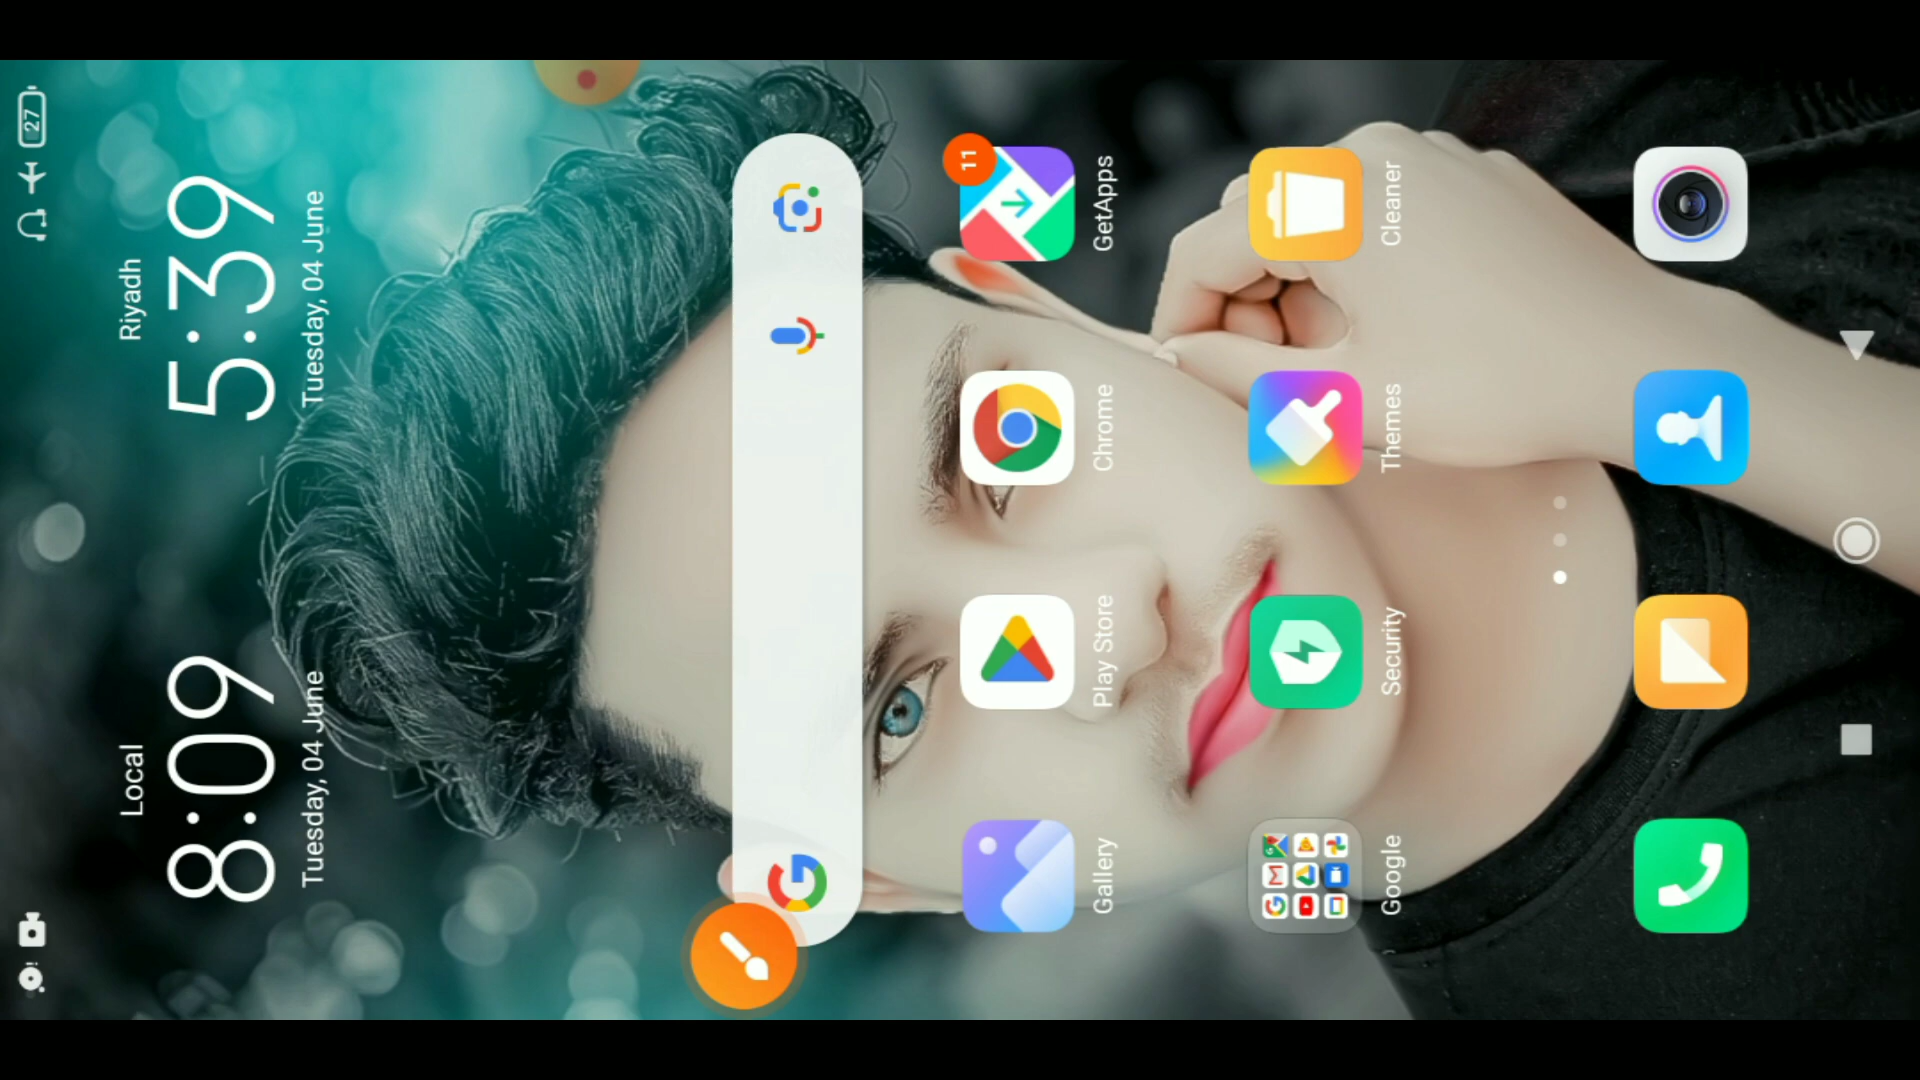 27
Local
8:09
Tuesday, 04 June
Riyadh
5:39
Tuesday, 04 June
Gallery
Play Store
Chrome
11
GetApps
Google
Security
Themes
Cleaner